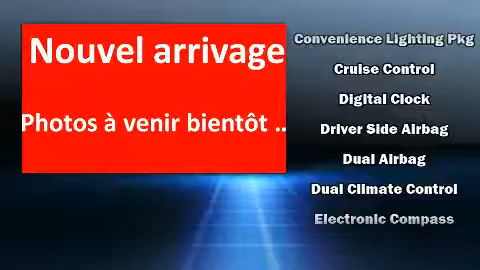 Nouvel arrivage
Photos à venir bientôt ..
Convenience Lighting Pkg
Cruise Control
Digital Clock
Driver Side Airbag
Dual Airbag
Dual Climate Control
Electronic Compass